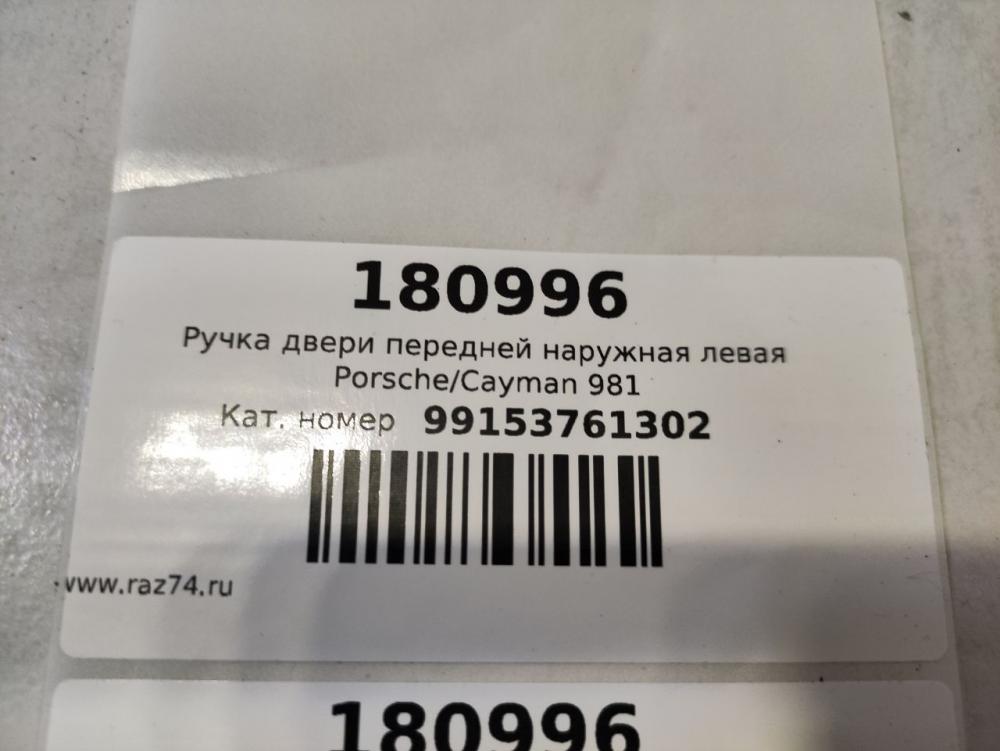 180996
Ручка двери передней наружная левая
Porsche/Cayman 981
Кат. номер 99153761302
www.raz74.ru
180996